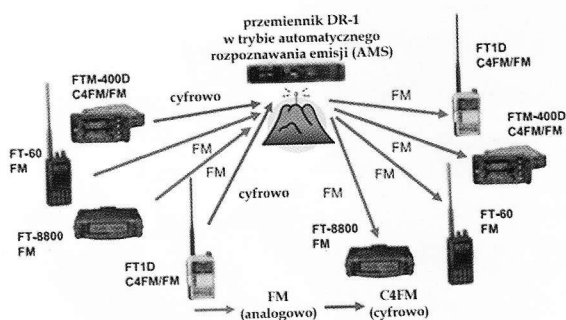 przemiennik DR-1
w trybie automatycznego
rozpoznawania emisji (AMS)
FTM-400D
C4FM/FM
cyfrowo
FT-60
FM
FM
FM
FT-8800
FM
cyfrowo
FT1D
C4FM/FM
FM
FT1D
C4FM/FM
FM
FTM-400D
C4FM/FM
FM
FM
FT-8800
FM
FT-60
FM
FM
(analogowo)
C4FM
(cyfrowo)